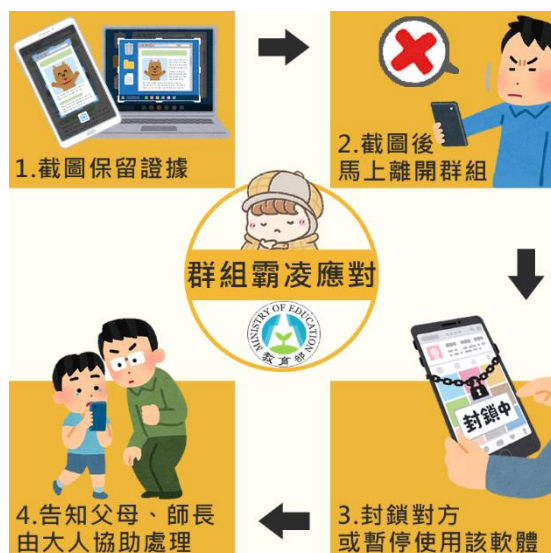 1.截圖保留證據
2.截圖後
馬上離開群組
群組霸凌應對
MINISTRY OF EDUCATION
教育部
封鎖中
3.封鎖對方
或暫停使用該軟體
4.告知父母、師長
由大人協助處理